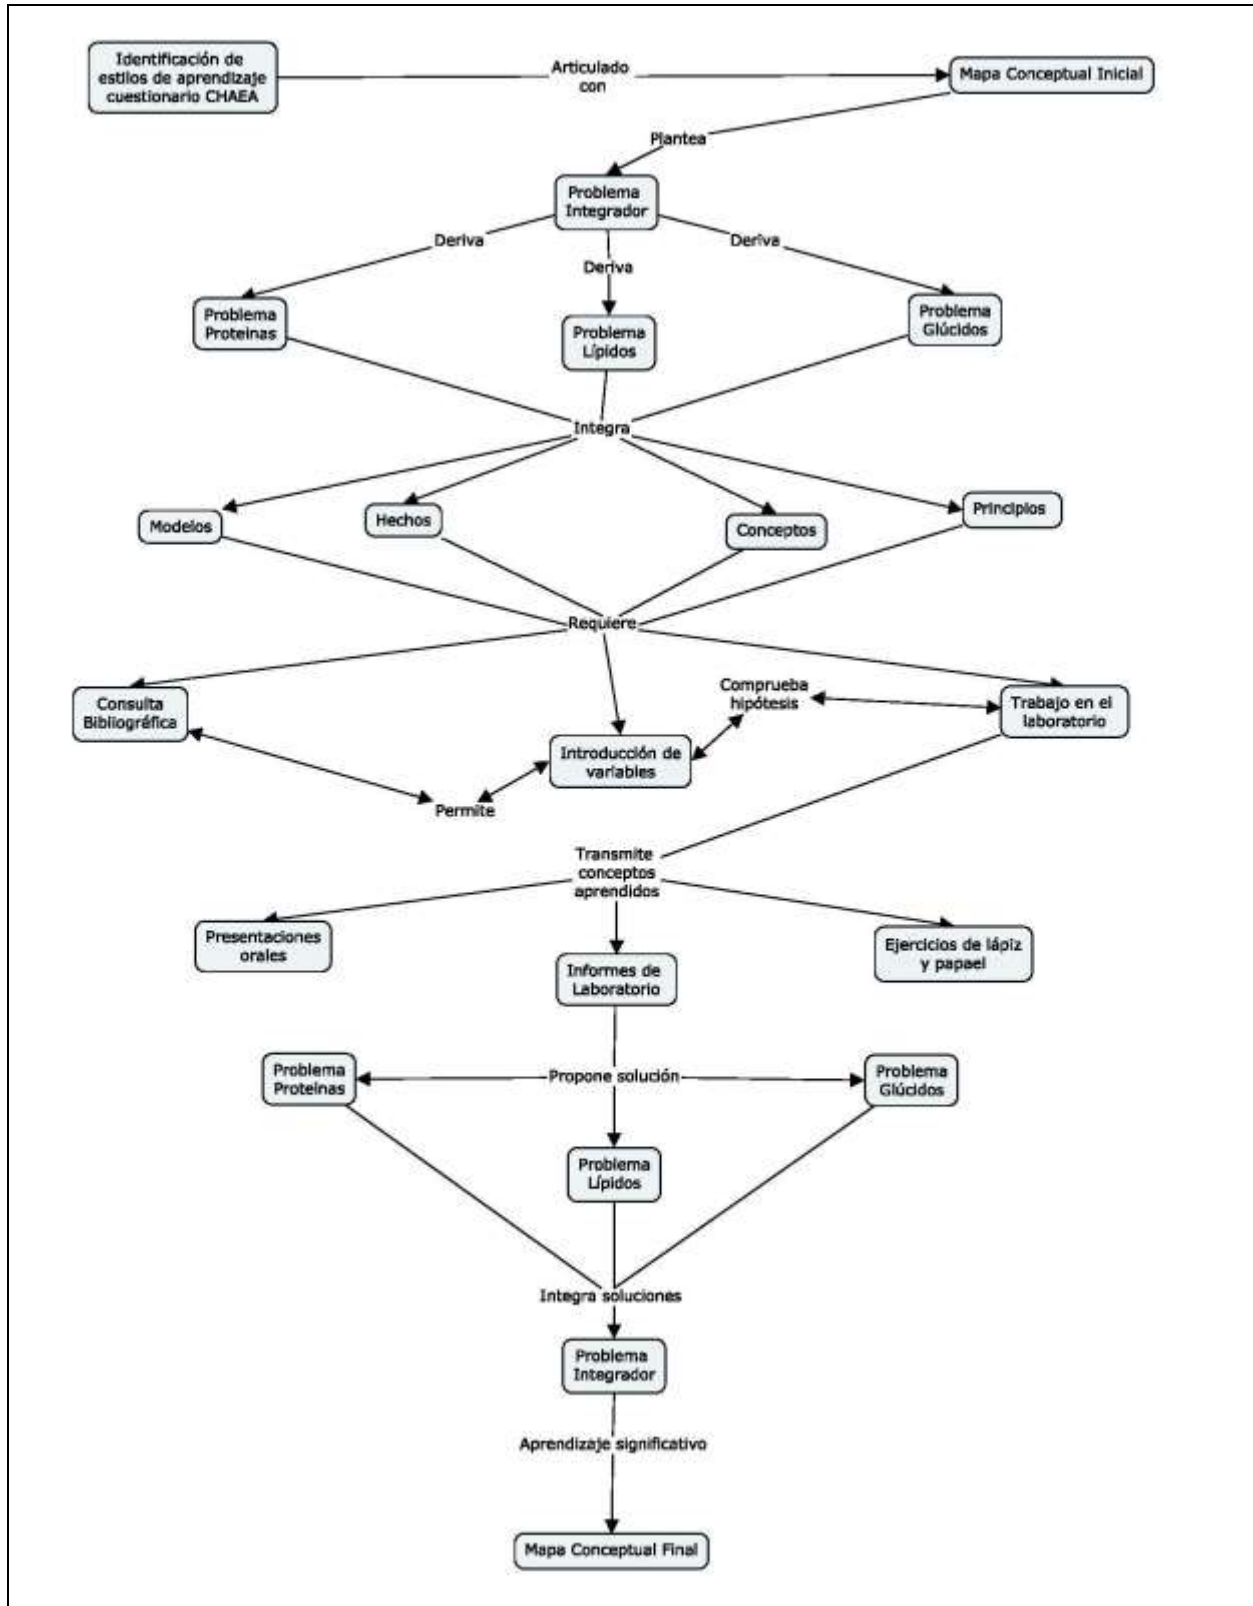 Identificación de
estilos de aprendizaje
cuestionario CHAEA
Articulado
con
Mapa Conceptual Inicial
Plantea
Problema
Integrador
Deriva
Deriva
Deriva
Problema
Proteinas
Problema
Lípidos
Problema
Glúcidos
Integra
Modelos
Hechos
Conceptos
Principios
Requiere
Consulta
Bibliográfica
Introducción de
variables
Comprueba
hipótesis
Trabajo en el
laboratorio
Permite
Transmite
conceptos
aprendidos
Presentaciones
orales
Informes de
Laboratorio
Ejercicios de lápiz
y papael
Problema
Proteinas
Propone solución
Problema
Glúcidos
Problema
Lípidos
Integra soluciones
Problema
Integrador
Aprendizaje significativo
Mapa Conceptual Final